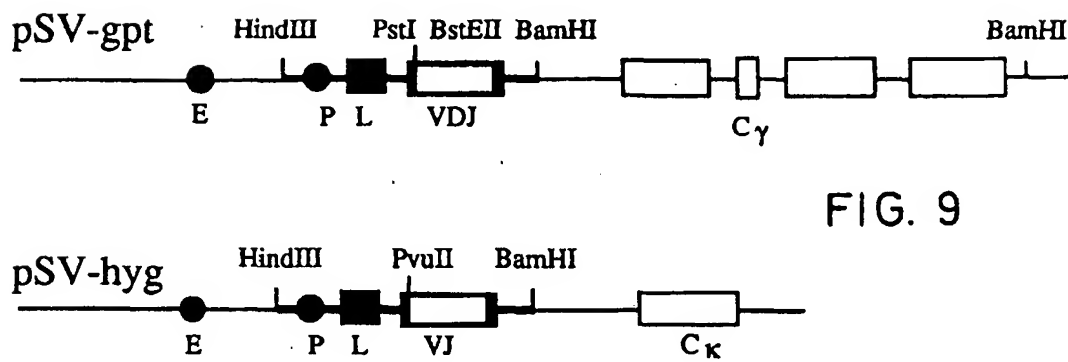 pSV-gpt
HindIII PstI BstEII BamHI BamHI
E P L VDJ Cγ
FIG. 9
pSV-hyg
HindIII PvuII BamHI
E P L VJ Cκ